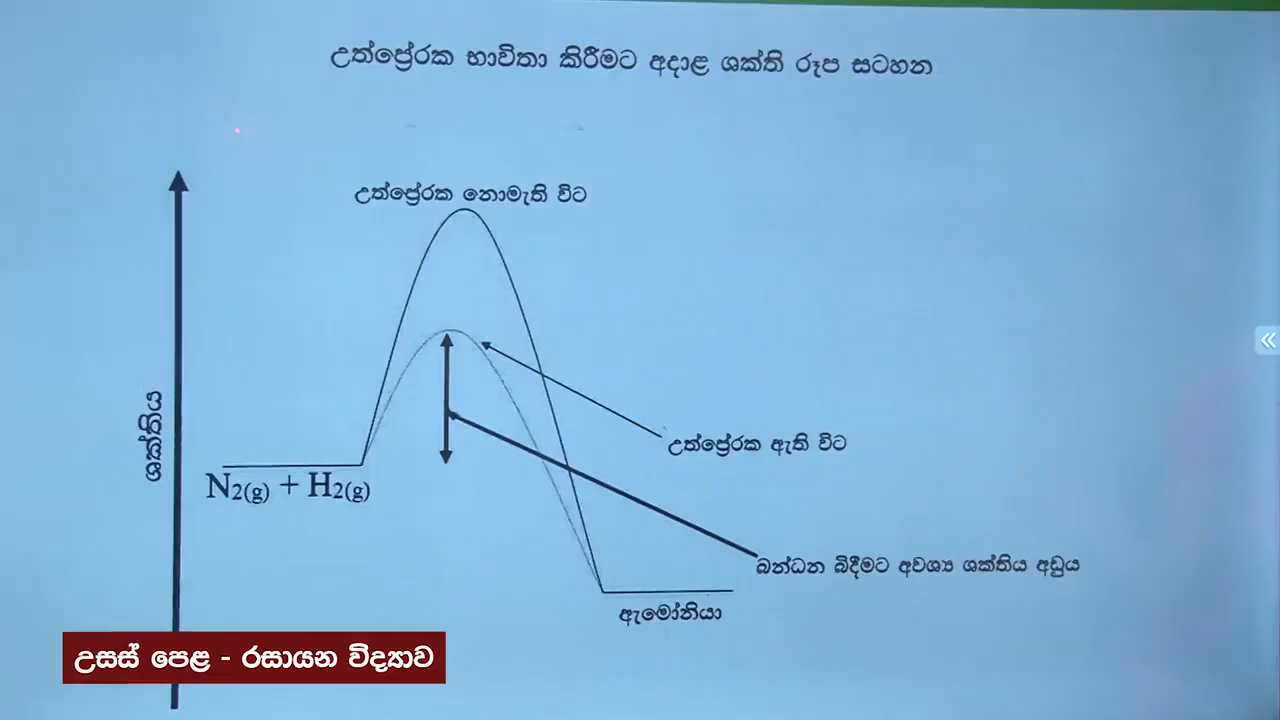 උත්ප්‍රේරක භාවිතා කිරීමට අදාළ ශක්ති රූප සටහන
උත්ප්‍රේරක නොමැති විට
ශක්තිය
උත්ප්‍රේරක ඇති විට
N2(g) + H2(g)
බන්ධන බිදීමට අවශ්‍ය ශක්තිය අඩුය
ඇමෝනියා
උසස් පෙළ - රසායන විද්‍යාව